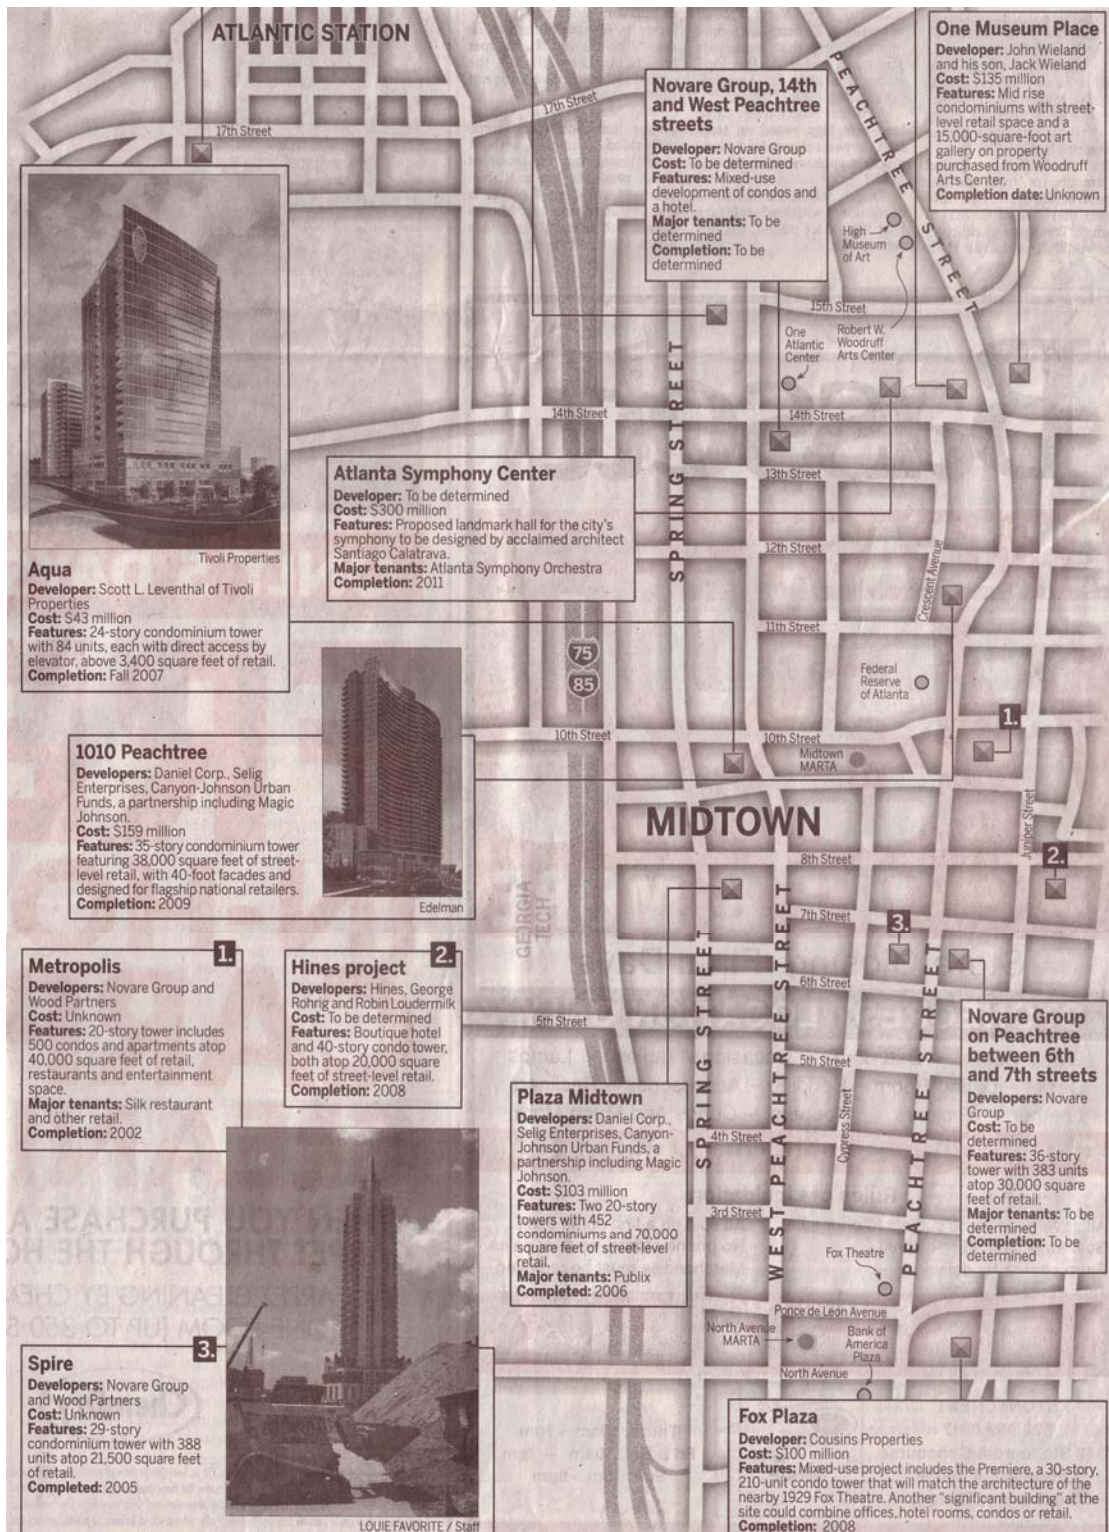 ATLANTIC STATION
17th Street
17th Street
PEACHTREE STREET
One Museum Place
Developer: John Wieland
and his son, Jack Wieland
Cost: $135 million
Features: Mid rise
condominiums with street-
level retail space and a
15,000-square-foot art
gallery on property
purchased from Woodruff
Arts Center.
Completion date: Unknown
Novare Group, 14th
and West Peachtree
streets
Developer: Novare Group
Cost: To be determined
Features: Mixed-use
development of condos and
a hotel.
Major tenants: To be
determined
Completion: To be
determined
High
Museum
of Art
15th Street
One
Atlantic
Center
Robert W.
Woodruff
Arts Center
SPRING STREET
14th Street
14th Street
13th Street
12th Street
11th Street
Crescent Avenue
Tivoli Properties
Aqua
Developer: Scott L. Leventhal of Tivoli
Properties
Cost: $43 million
Features: 24-story condominium tower
with 84 units, each with direct access by
elevator, above 3,400 square feet of retail.
Completion: Fall 2007
Atlanta Symphony Center
Developer: To be determined
Cost: $300 million
Features: Proposed landmark hall for the city's
symphony to be designed by acclaimed architect
Santiago Calatrava.
Major tenants: Atlanta Symphony Orchestra
Completion: 2011
75
85
Federal
Reserve
of Atlanta
1.
10th Street
10th Street
Midtown
MARTA
1010 Peachtree
Developers: Daniel Corp., Selig
Enterprises, Canyon-Johnson Urban
Funds, a partnership including Magic
Johnson.
Cost: $159 million
Features: 35-story condominium tower
featuring 38,000 square feet of street-
level retail, with 40-foot facades and
designed for flagship national retailers.
Completion: 2009
Edelman
MIDTOWN
Juniper Street
2.
8th Street
7th Street
3.
6th Street
5th Street
5th Street
4th Street
3rd Street
GEORGIA
TECH
SPRING STREET
WEST PEACHTREE STREET
Cypress Street
PEACHTREE STREET
1.
Metropolis
Developers: Novare Group and
Wood Partners
Cost: Unknown
Features: 20-story tower includes
500 condos and apartments atop
40,000 square feet of retail,
restaurants and entertainment
space.
Major tenants: Silk restaurant
and other retail.
Completion: 2002
2.
Hines project
Developers: Hines, George
Rohrig and Robin Loudermilk
Cost: To be determined
Features: Boutique hotel
and 40-story condo tower,
both atop 20,000 square
feet of street-level retail.
Completion: 2008
Plaza Midtown
Developers: Daniel Corp.,
Selig Enterprises, Canyon-
Johnson Urban Funds, a
partnership including Magic
Johnson.
Cost: $103 million
Features: Two 20-story
towers with 452
condominiums and 70,000
square feet of street-level
retail.
Major tenants: Publix
Completed: 2006
Novare Group
on Peachtree
between 6th
and 7th streets
Developers: Novare
Group
Cost: To be
determined
Features: 36-story
tower with 383 units
atop 30,000 square
feet of retail.
Major tenants: To be
determined
Completion: To be
determined
Fox Theatre
Ponce de Leon Avenue
North Avenue
MARTA
Bank of
America
Plaza
North Avenue
3.
Spire
Developers: Novare Group
and Wood Partners
Cost: Unknown
Features: 29-story
condominium tower with 388
units atop 21,500 square feet
of retail.
Completed: 2005
LOUIE FAVORITE / Staff
Fox Plaza
Developer: Cousins Properties
Cost: $100 million
Features: Mixed-use project includes the Premiere, a 30-story,
210-unit condo tower that will match the architecture of the
nearby 1929 Fox Theatre. Another "significant building" at the
site could combine offices, hotel rooms, condos or retail.
Completion: 2008